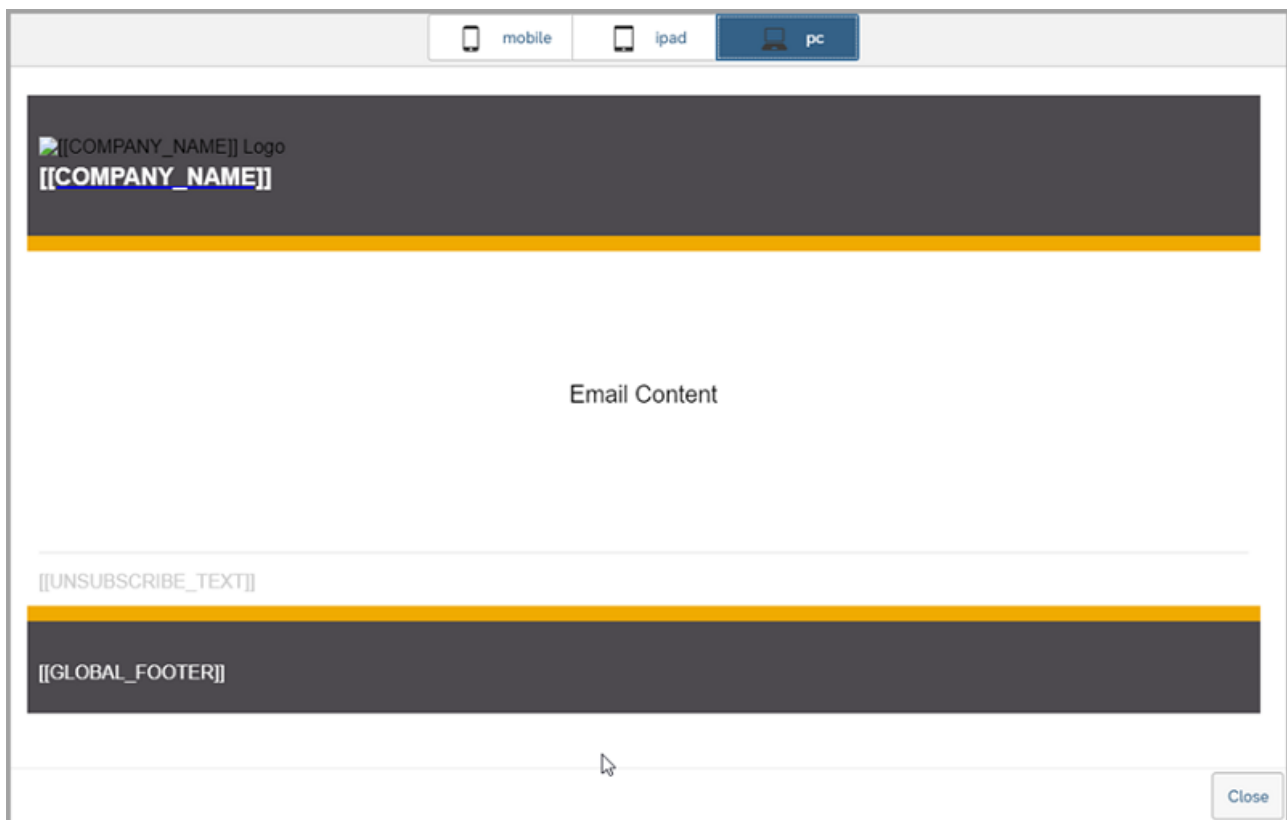 mobile
ipad
pc
[[COMPANY_NAME]] Logo
[[COMPANY_NAME]]
Email Content
[[UNSUBSCRIBE_TEXT]]
[[GLOBAL_FOOTER]]
Close